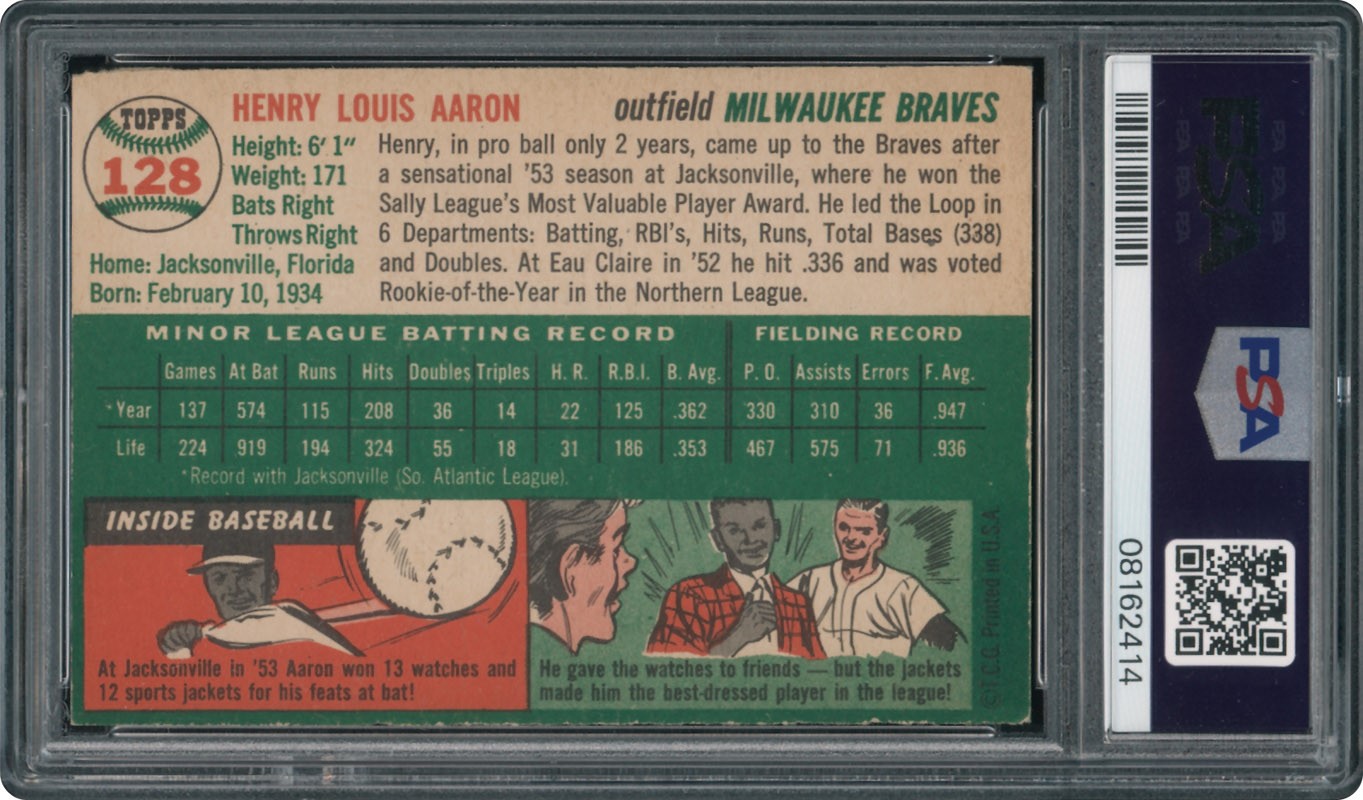 TOPPS
128
HENRY LOUIS AARON
outfield MILWAUKEE BRAVES
Height: 6' 1"
Weight: 171
Bats Right
Throws Right
Home: Jacksonville, Florida
Born: February 10, 1934
Henry, in pro ball only 2 years, came up to the Braves after
a sensational '53 season at Jacksonville, where he won the
Sally League's Most Valuable Player Award. He led the Loop in
6 Departments: Batting, RBI's, Hits, Runs, Total Bases (338)
and Doubles. At Eau Claire in '52 he hit .336 and was voted
Rookie-of-the-Year in the Northern League.
MINOR LEAGUE BATTING RECORD FIELDING RECORD
Games At Bat Runs Hits Doubles Triples H. R. R.B.I. B. Avg. P. O. Assists Errors F. Avg.
*Year 137 574 115 208 36 14 22 125 .362 330 310 36 .947
Life 224 919 194 324 55 18 31 186 .353 467 575 71 .936
*Record with Jacksonville (So. Atlantic League).
INSIDE BASEBALL
At Jacksonville in '53 Aaron won 13 watches and
12 sports jackets for his feats at bat!
He gave the watches to friends — but the jackets
made him the best-dressed player in the league!
©T.C.G. Printed in U.S.A.
PSA
PSA PSA PSA
PSA PSA PSA
PSA
08162414